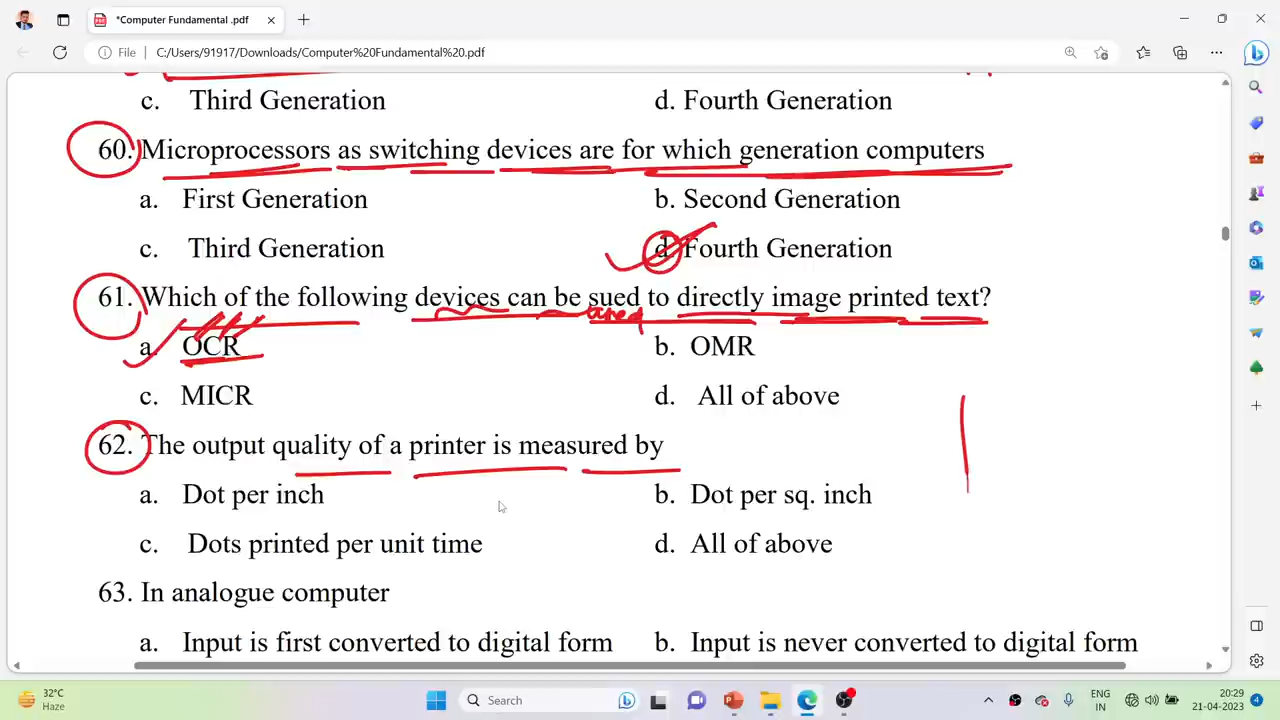 *Computer Fundamental .pdf
File C:/Users/91917/Downloads/Computer%20Fundamental%20.pdf
c. Third Generation d. Fourth Generation
60. Microprocessors as switching devices are for which generation computers
a. First Generation b. Second Generation
c. Third Generation d. Fourth Generation
61. Which of the following devices can be sued to directly image printed text?
used
a. OCR b. OMR
c. MICR d. All of above
62. The output quality of a printer is measured by
a. Dot per inch b. Dot per sq. inch
c. Dots printed per unit time d. All of above
63. In analogue computer
a. Input is first converted to digital form b. Input is never converted to digital form
32°C
Haze
Search
ENG
IN
20:29
21-04-2023
4